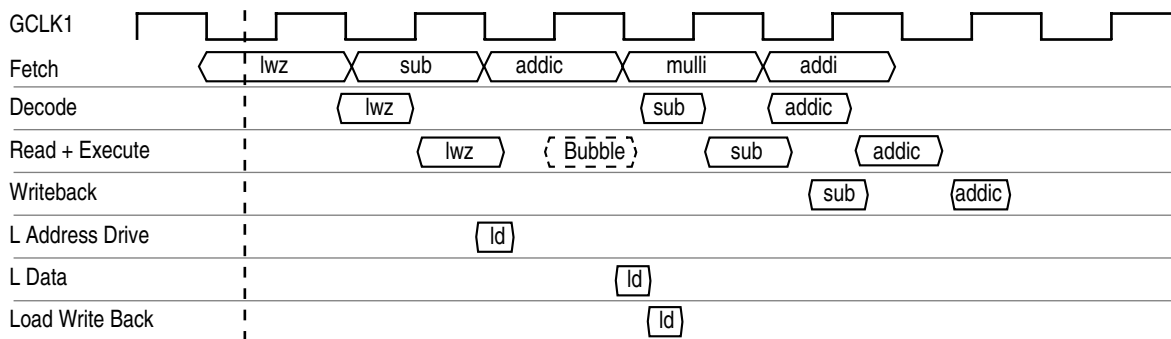 GCLK1
Fetch lwz sub addic mulli addi
Decode lwz sub addic
Read + Execute lwz Bubble sub addic
Writeback sub addic
L Address Drive ld
L Data ld
Load Write Back ld